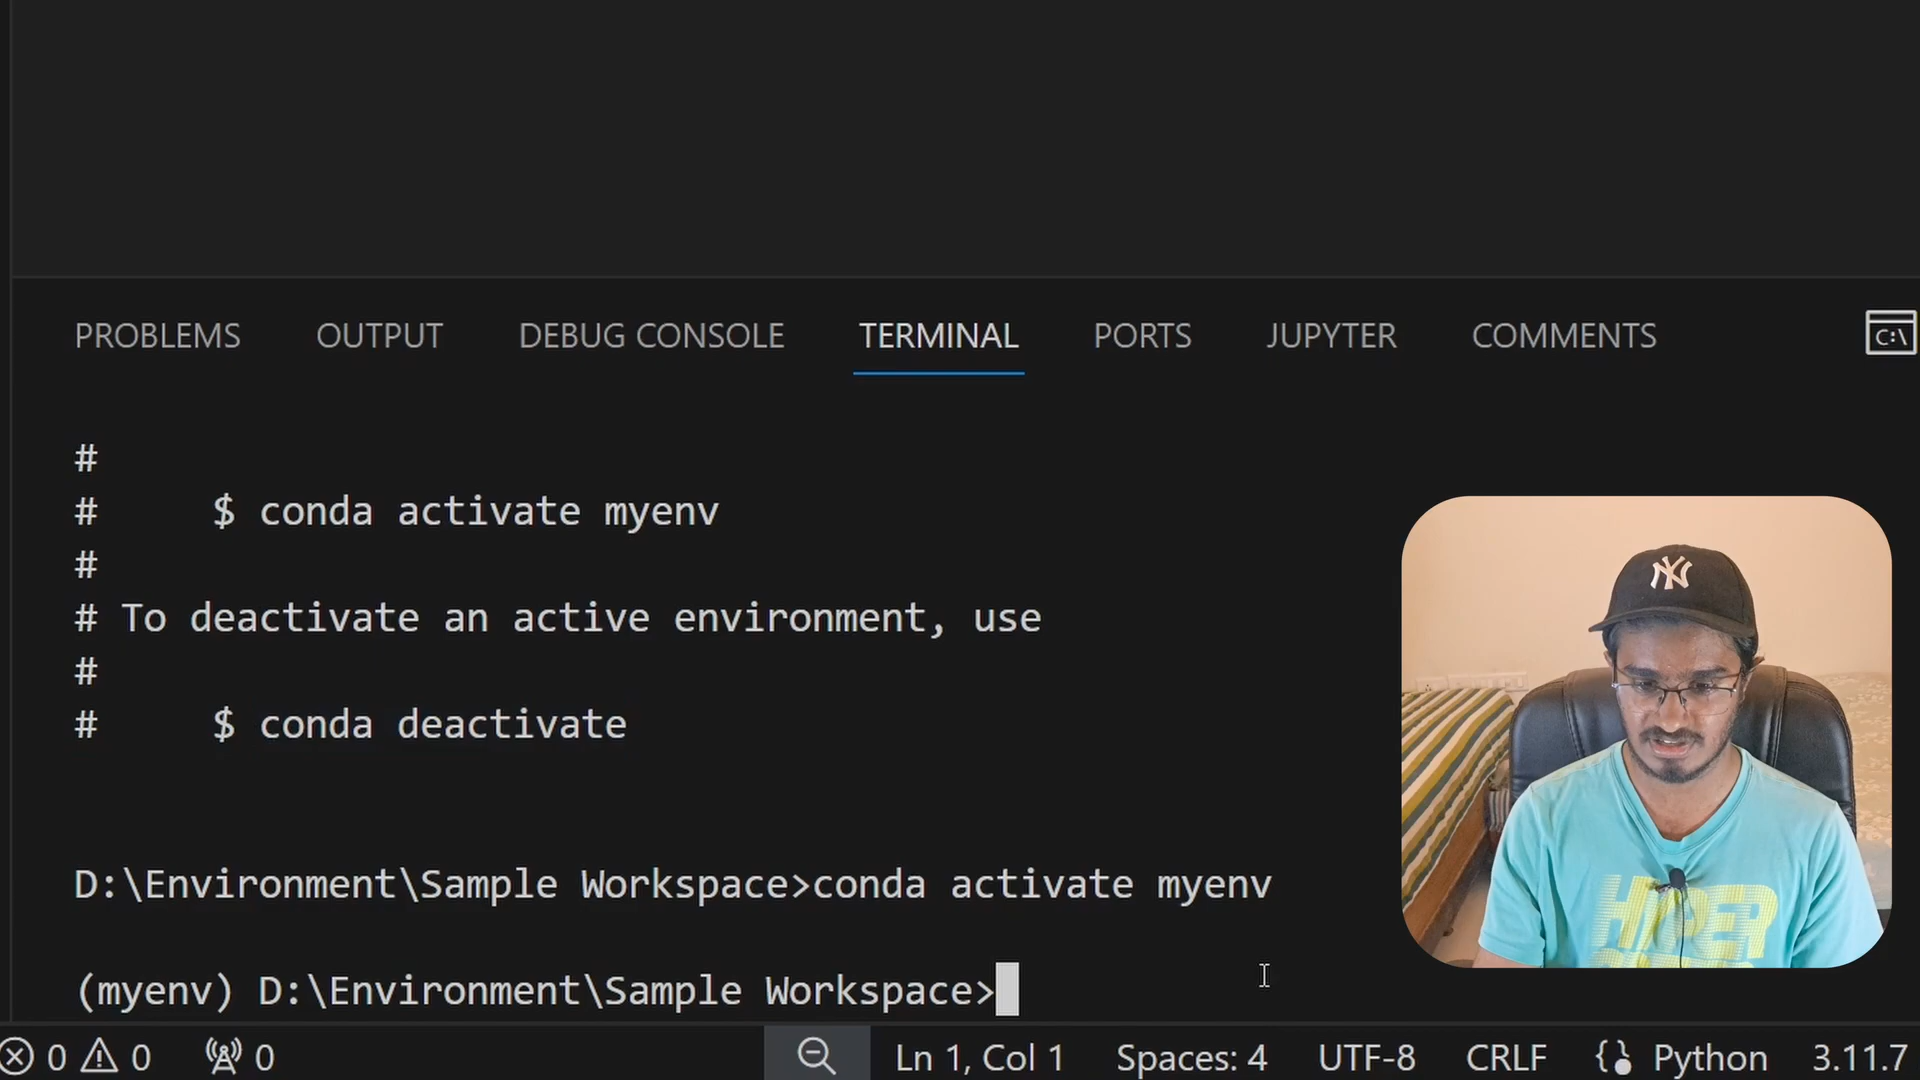 PROBLEMS OUTPUT DEBUG CONSOLE TERMINAL PORTS JUPYTER COMMENTS
C:\
#
# $ conda activate myenv
#
# To deactivate an active environment, use
#
# $ conda deactivate
D:\Environment\Sample Workspace>conda activate myenv
(myenv) D:\Environment\Sample Workspace>
NY
HYPER
0 0 0 Ln 1, Col 1 Spaces: 4 UTF-8 CRLF {} Python 3.11.7